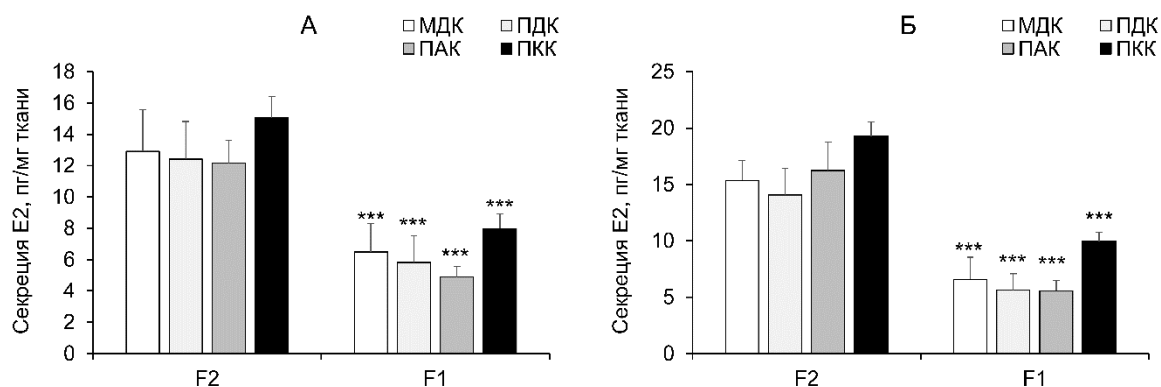 А
МДК ПДК
ПАК ПКК
Секреция Е2, пг/мг ткани
18
16
14
12
10
8
6
4
2
0
*** *** *** ***
F2 F1
Б
МДК ПДК
ПАК ПКК
Секреция Е2, пг/мг ткани
25
20
15
10
5
0
*** *** *** ***
F2 F1